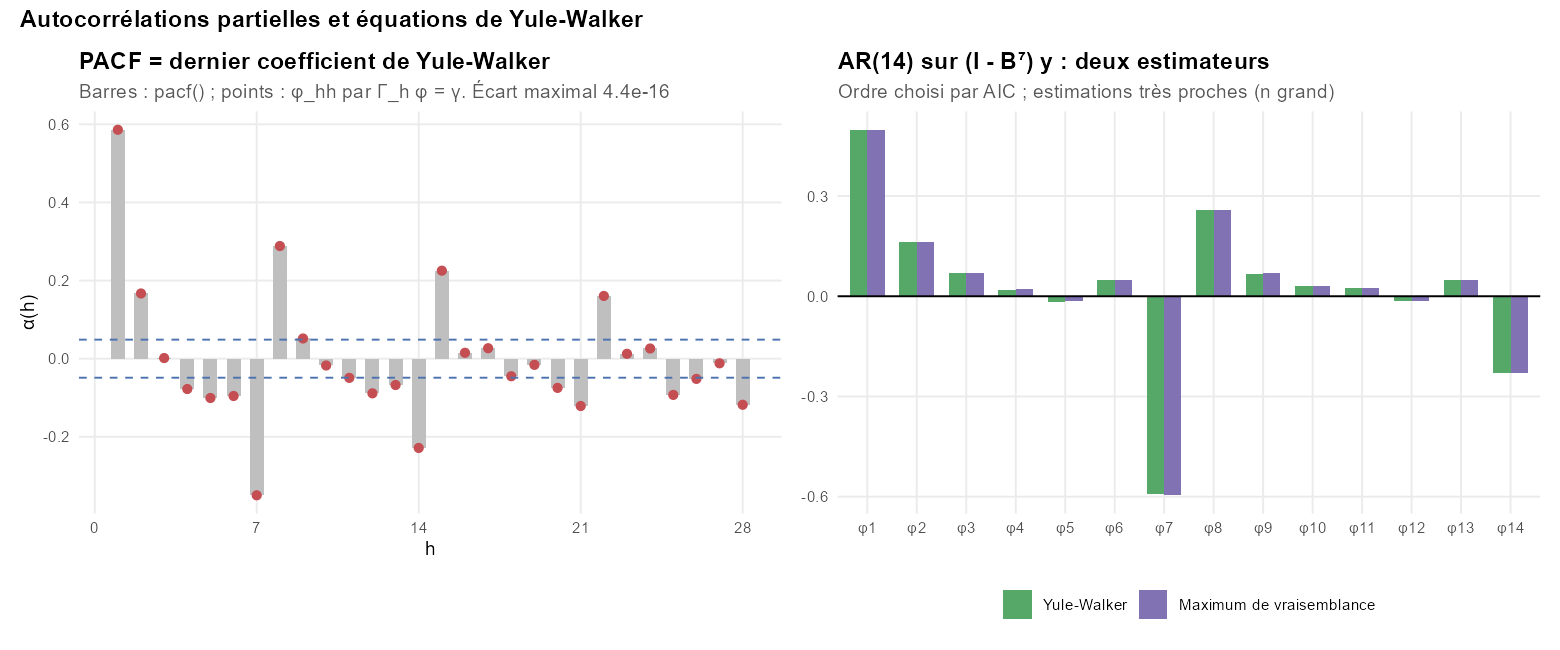 Autocorrélations partielles et équations de Yule-Walker
PACF = dernier coefficient de Yule-Walker
Barres : pacf() ; points : φ_hh par Γ_h φ = γ. Écart maximal 4.4e-16
0.6
0.4
0.2
0.0
-0.2
α(h)
0 7 14 21 28
h
AR(14) sur (I - B⁷) y : deux estimateurs
Ordre choisi par AIC ; estimations très proches (n grand)
0.3
0.0
-0.3
-0.6
φ1 φ2 φ3 φ4 φ5 φ6 φ7 φ8 φ9 φ10 φ11 φ12 φ13 φ14
Yule-Walker Maximum de vraisemblance